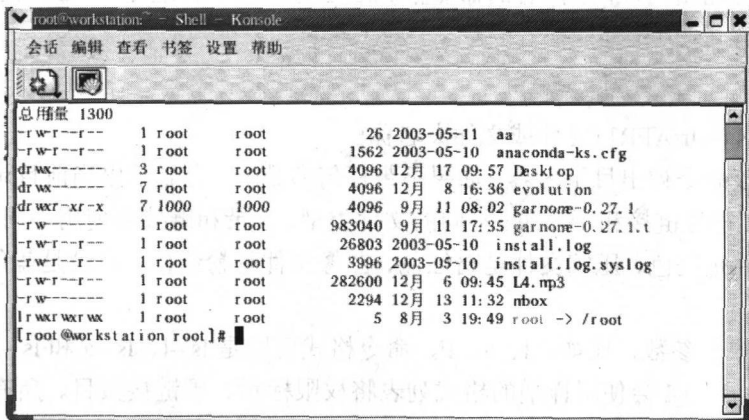 root@workstation:~ - Shell - Konsole
会话 编辑 查看 书签 设置 帮助
总用量 1300
-rw-r--r-- 1 root root 26 2003-05-11 aa
-rw-r--r-- 1 root root 1562 2003-05-10 anaconda-ks.cfg
drwx------ 3 root root 4096 12月 17 09:57 Desktop
drwx------ 7 root root 4096 12月 8 16:36 evolution
drwxr-xr-x 7 1000 1000 4096 9月 11 08:02 garnome-0.27.1
-rw------- 1 root root 983040 9月 11 17:35 garnome-0.27.1.t
-rw-r--r-- 1 root root 26803 2003-05-10 install.log
-rw-r--r-- 1 root root 3996 2003-05-10 install.log.syslog
-rw-r--r-- 1 root root 282600 12月 6 09:45 L4.mp3
-rw------- 1 root root 2294 12月 13 11:32 mbox
lrwxrwxrwx 1 root root 5 8月 3 19:49 root -> /root
[root@workstation root]#